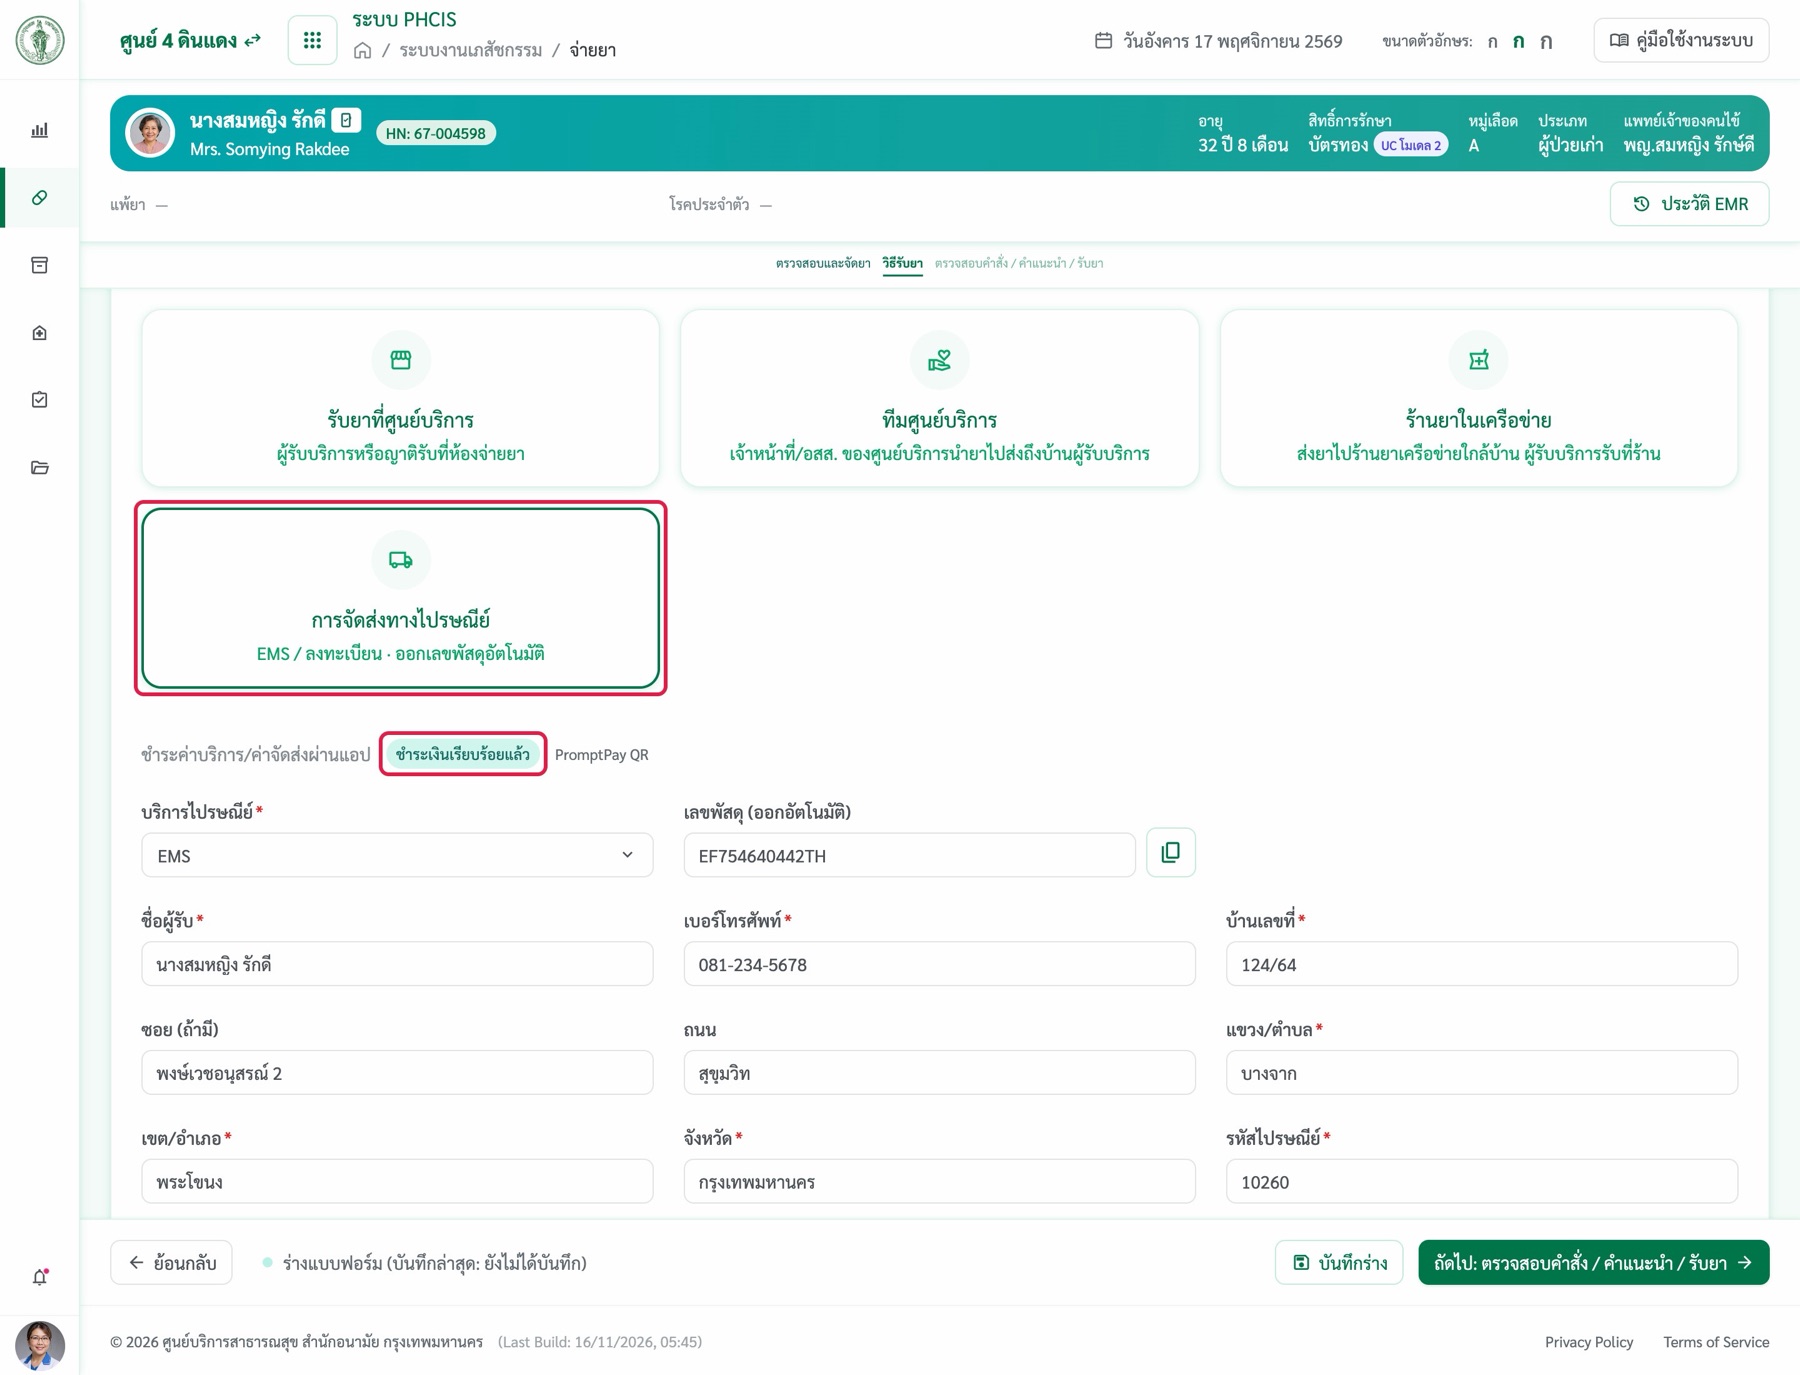 ศูนย์ 4 ดินแดง
ระบบ PHCIS
/ ระบบงานเภสัชกรรม / จ่ายยา
วันอังคาร 17 พฤศจิกายน 2569
ขนาดตัวอักษร: ก ก ก
คู่มือใช้งานระบบ
นางสมหญิง รักดี
Mrs. Somying Rakdee
HN: 67-004598
อายุ
32 ปี 8 เดือน
สิทธิ์การรักษา
บัตรทอง UC โมเดล 2
หมู่เลือด
A
ประเภท
ผู้ป่วยเก่า
แพทย์เจ้าของคนไข้
พญ.สมหญิง รักษ์ดี
แพ้ยา —
โรคประจำตัว —
ประวัติ EMR
ตรวจสอบและจัดยา วิธีรับยา ตรวจสอบคำสั่ง / คำแนะนำ / รับยา
รับยาที่ศูนย์บริการ
ผู้รับบริการหรือญาติรับที่ห้องจ่ายยา
ทีมศูนย์บริการ
เจ้าหน้าที่/อสส. ของศูนย์บริการนำยาไปส่งถึงบ้านผู้รับบริการ
ร้านยาในเครือข่าย
ส่งยาไปร้านยาเครือข่ายใกล้บ้าน ผู้รับบริการรับที่ร้าน
การจัดส่งทางไปรษณีย์
EMS / ลงทะเบียน · ออกเลขพัสดุอัตโนมัติ
ชำระค่าบริการ/ค่าจัดส่งผ่านแอป ชำระเงินเรียบร้อยแล้ว PromptPay QR
บริการไปรษณีย์*
EMS
เลขพัสดุ (ออกอัตโนมัติ)
EF754640442TH
ชื่อผู้รับ*
นางสมหญิง รักดี
เบอร์โทรศัพท์*
081-234-5678
บ้านเลขที่*
124/64
ซอย (ถ้ามี)
พงษ์เวชอนุสรณ์ 2
ถนน
สุขุมวิท
แขวง/ตำบล*
บางจาก
เขต/อำเภอ*
พระโขนง
จังหวัด*
กรุงเทพมหานคร
รหัสไปรษณีย์*
10260
ย้อนกลับ
ร่างแบบฟอร์ม (บันทึกล่าสุด: ยังไม่ได้บันทึก)
บันทึกร่าง
ถัดไป: ตรวจสอบคำสั่ง / คำแนะนำ / รับยา
© 2026 ศูนย์บริการสาธารณสุข สำนักอนามัย กรุงเทพมหานคร (Last Build: 16/11/2026, 05:45)
Privacy Policy
Terms of Service